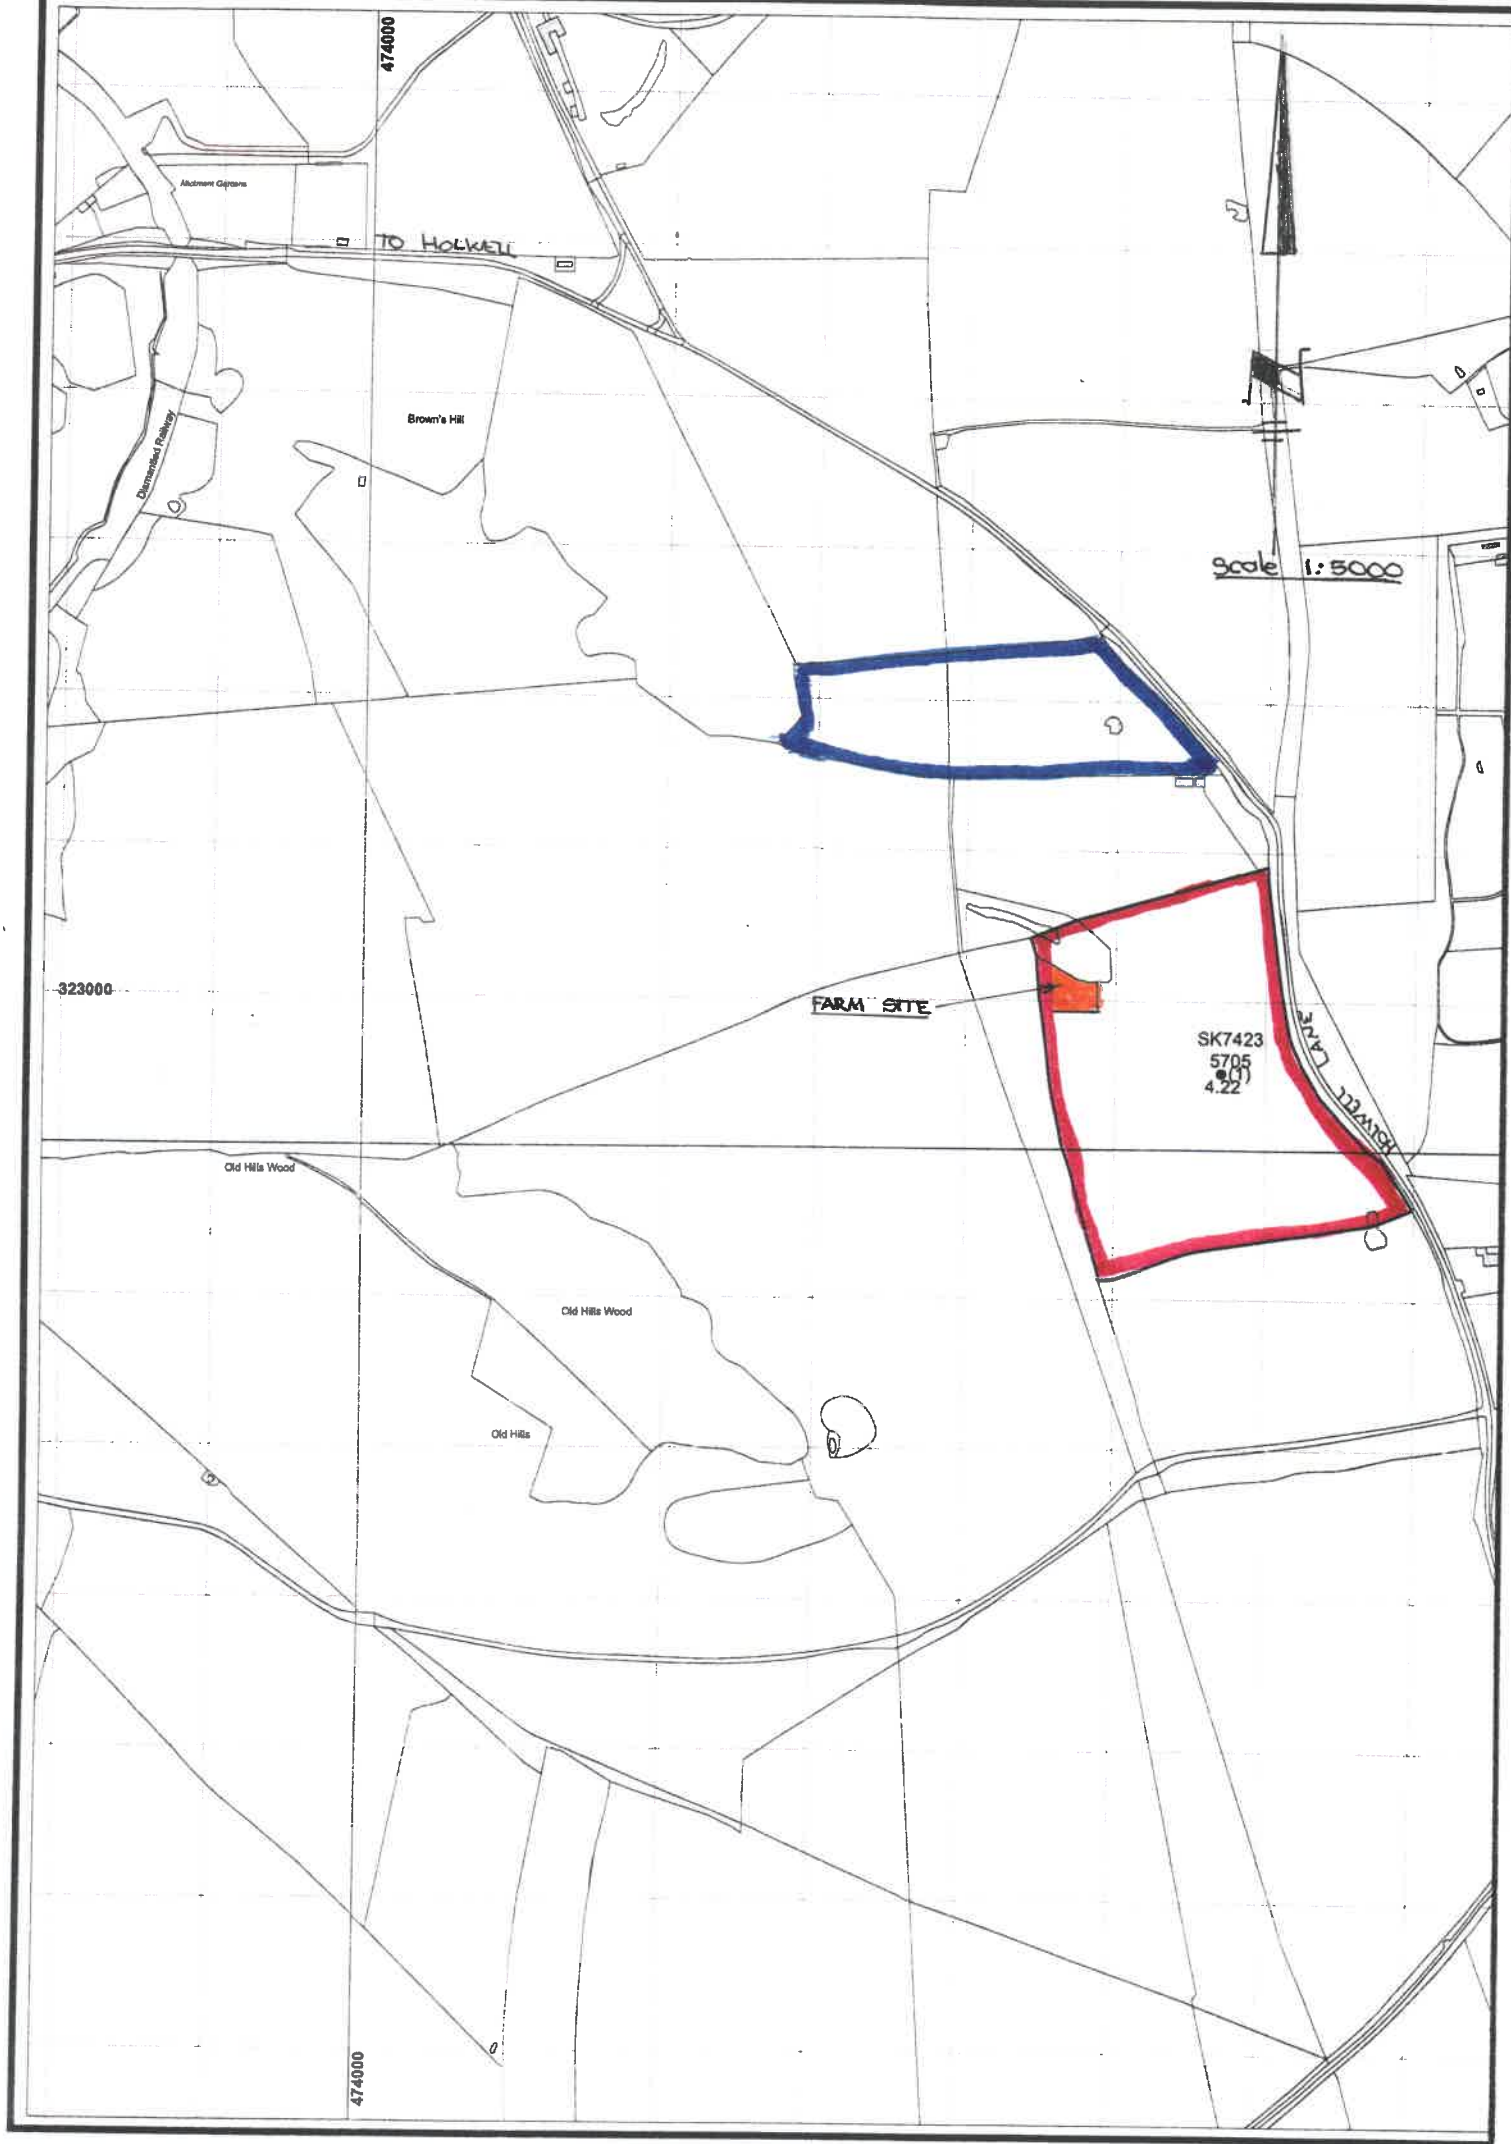 474000
Allotment Gardens
TO HOLWELL
Brown's Hill
Dismantled Railway
N
Scale 1:5000
323000
FARM SITE
SK7423
5705
(1)
4.22
HOLWELL LANE
Old Hills Wood
Old Hills Wood
Old Hills
474000